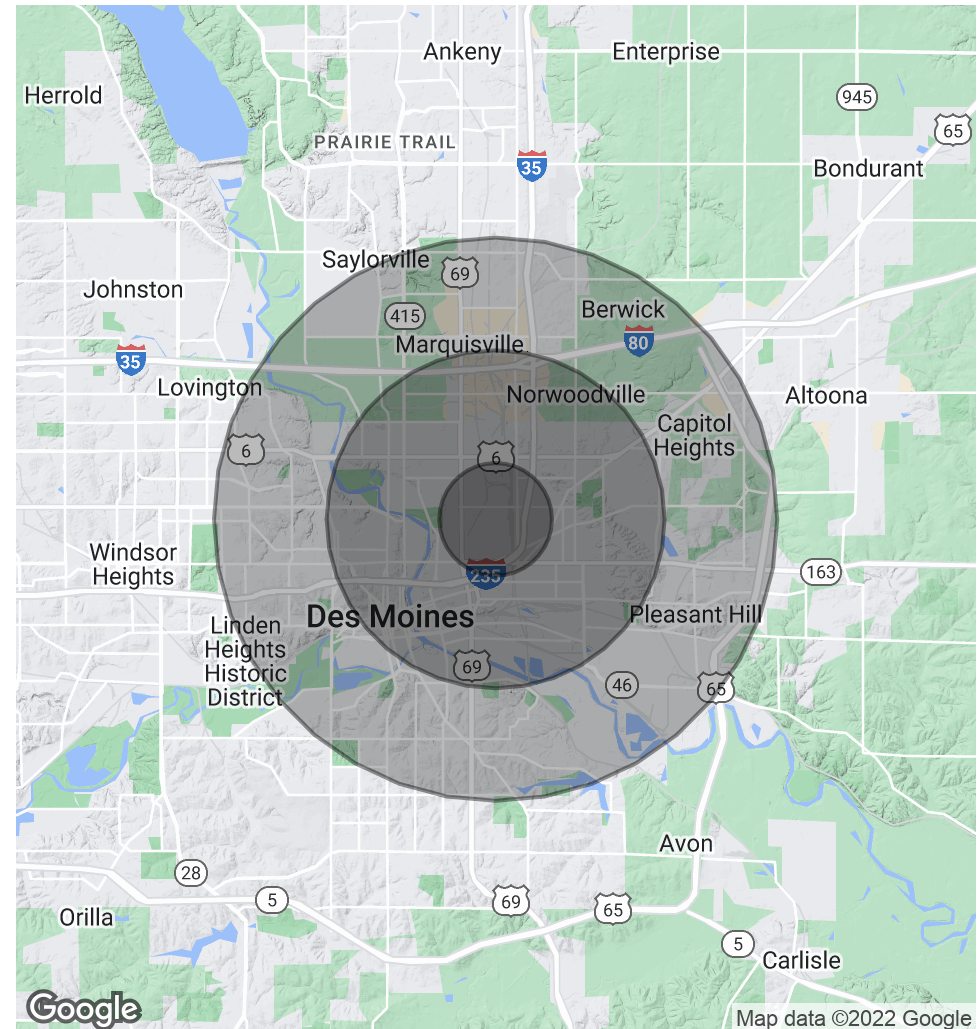 Ankeny
Enterprise
Herrold
945
65
PRAIRIE TRAIL
35
Bondurant
Saylorville
69
Johnston
Berwick
415
Marquisville
80
35
Lovington
Norwoodville
Altoona
Capitol
Heights
6
6
Windsor
Heights
235
163
Des Moines
Pleasant Hill
Linden
Heights
Historic
District
69
46
65
Avon
28
5
69
65
Orilla
5
Carlisle
Google
Map data ©2022 Google